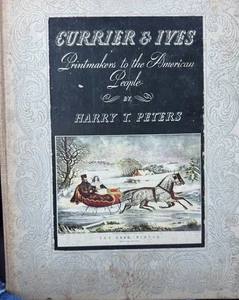 CURRIER & IVES
Printmakers to the American
People
BY
HARRY T. PETERS